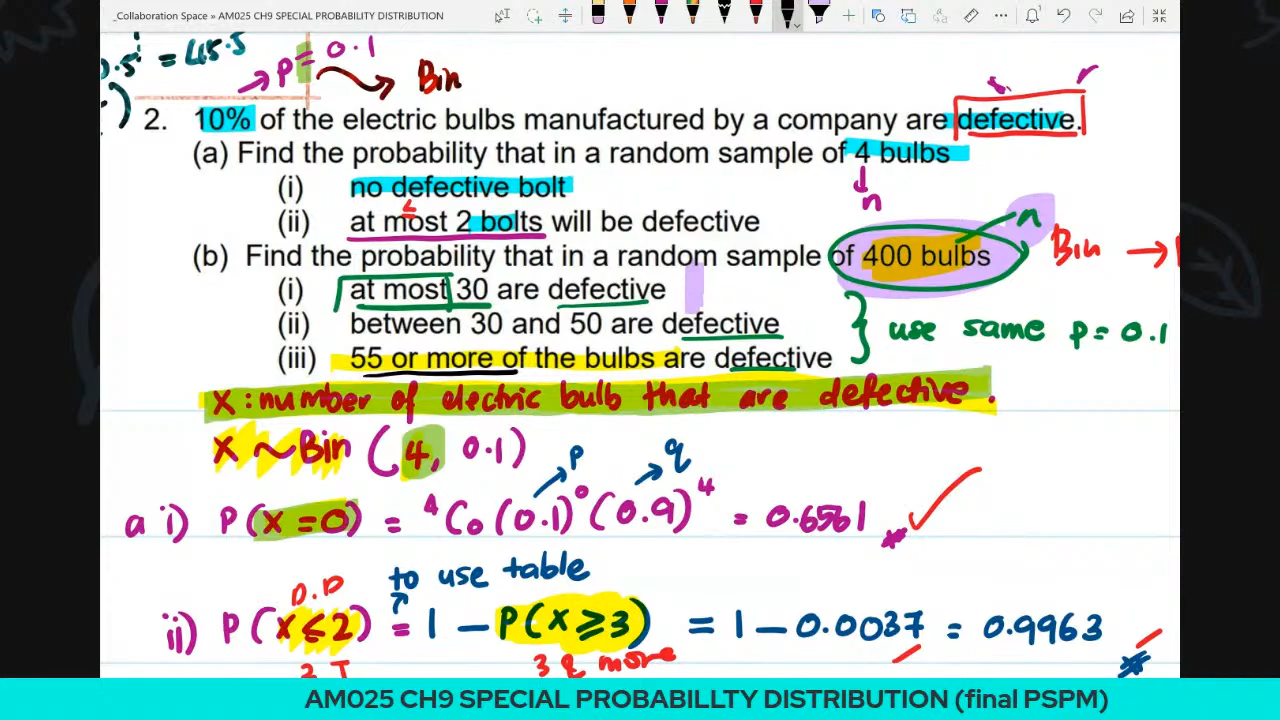 _Collaboration Space » AM025 CH9 SPECIAL PROBABILITY DISTRIBUTION
0.5 = 45.5
→ P = 0.1 → Bin
2. 10% of the electric bulbs manufactured by a company are defective.
(a) Find the probability that in a random sample of 4 bulbs
n
(i) no defective bolt
≤
(ii) at most 2 bolts will be defective
n
(b) Find the probability that in a random sample of 400 bulbs
Bin →
(i) at most 30 are defective
(ii) between 30 and 50 are defective
} use same p = 0.1
(iii) 55 or more of the bulbs are defective
X : number of electric bulb that are defective.
X ~ Bin (4, 0.1)
p q
a i) P(X = 0) = ⁴C₀ (0.1)⁰ (0.9)⁴ = 0.6561
to use table
ii) P(X ≤ 2) = 1 - P(X ≥ 3) = 1 - 0.0037 = 0.9963
3 & more
AM025 CH9 SPECIAL PROBABILLTY DISTRIBUTION (final PSPM)